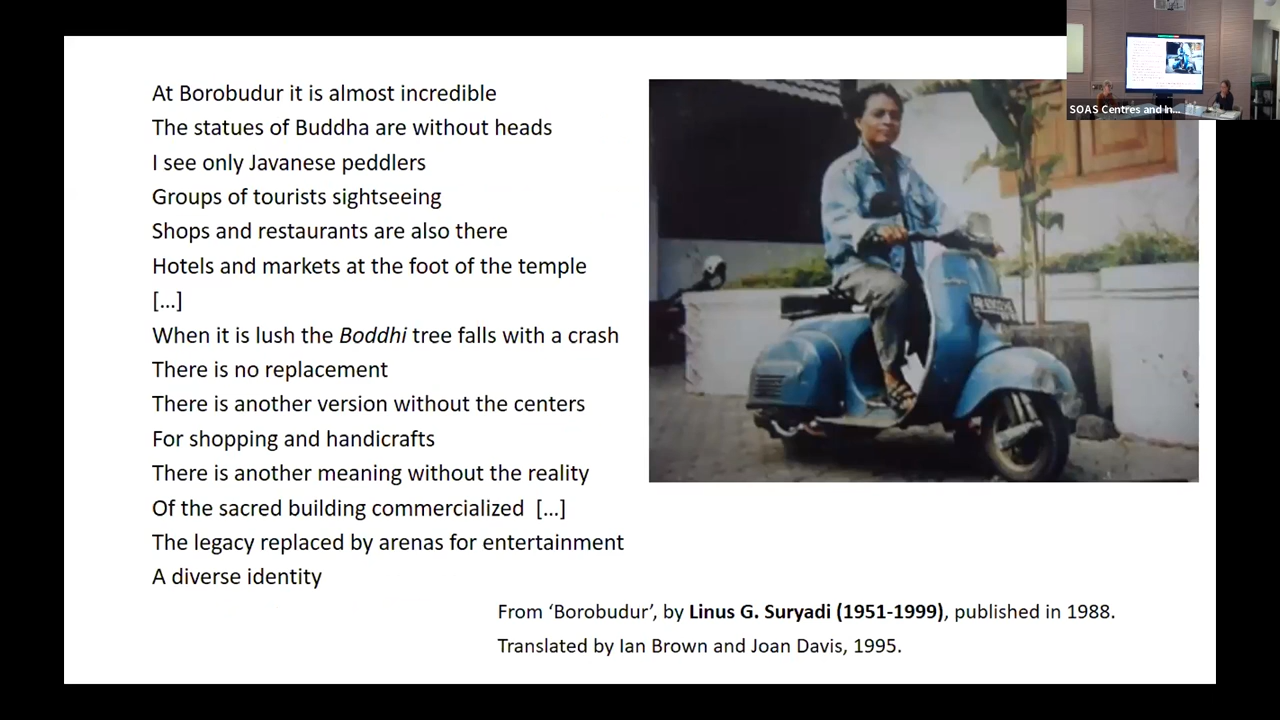 At Borobudur it is almost incredible
The statues of Buddha are without heads
I see only Javanese peddlers
Groups of tourists sightseeing
Shops and restaurants are also there
Hotels and markets at the foot of the temple
[…]
When it is lush the Boddhi tree falls with a crash
There is no replacement
There is another version without the centers
For shopping and handicrafts
There is another meaning without the reality
Of the sacred building commercialized […]
The legacy replaced by arenas for entertainment
A diverse identity
From ‘Borobudur’, by Linus G. Suryadi (1951-1999), published in 1988.
Translated by Ian Brown and Joan Davis, 1995.
SOAS Centres and In...